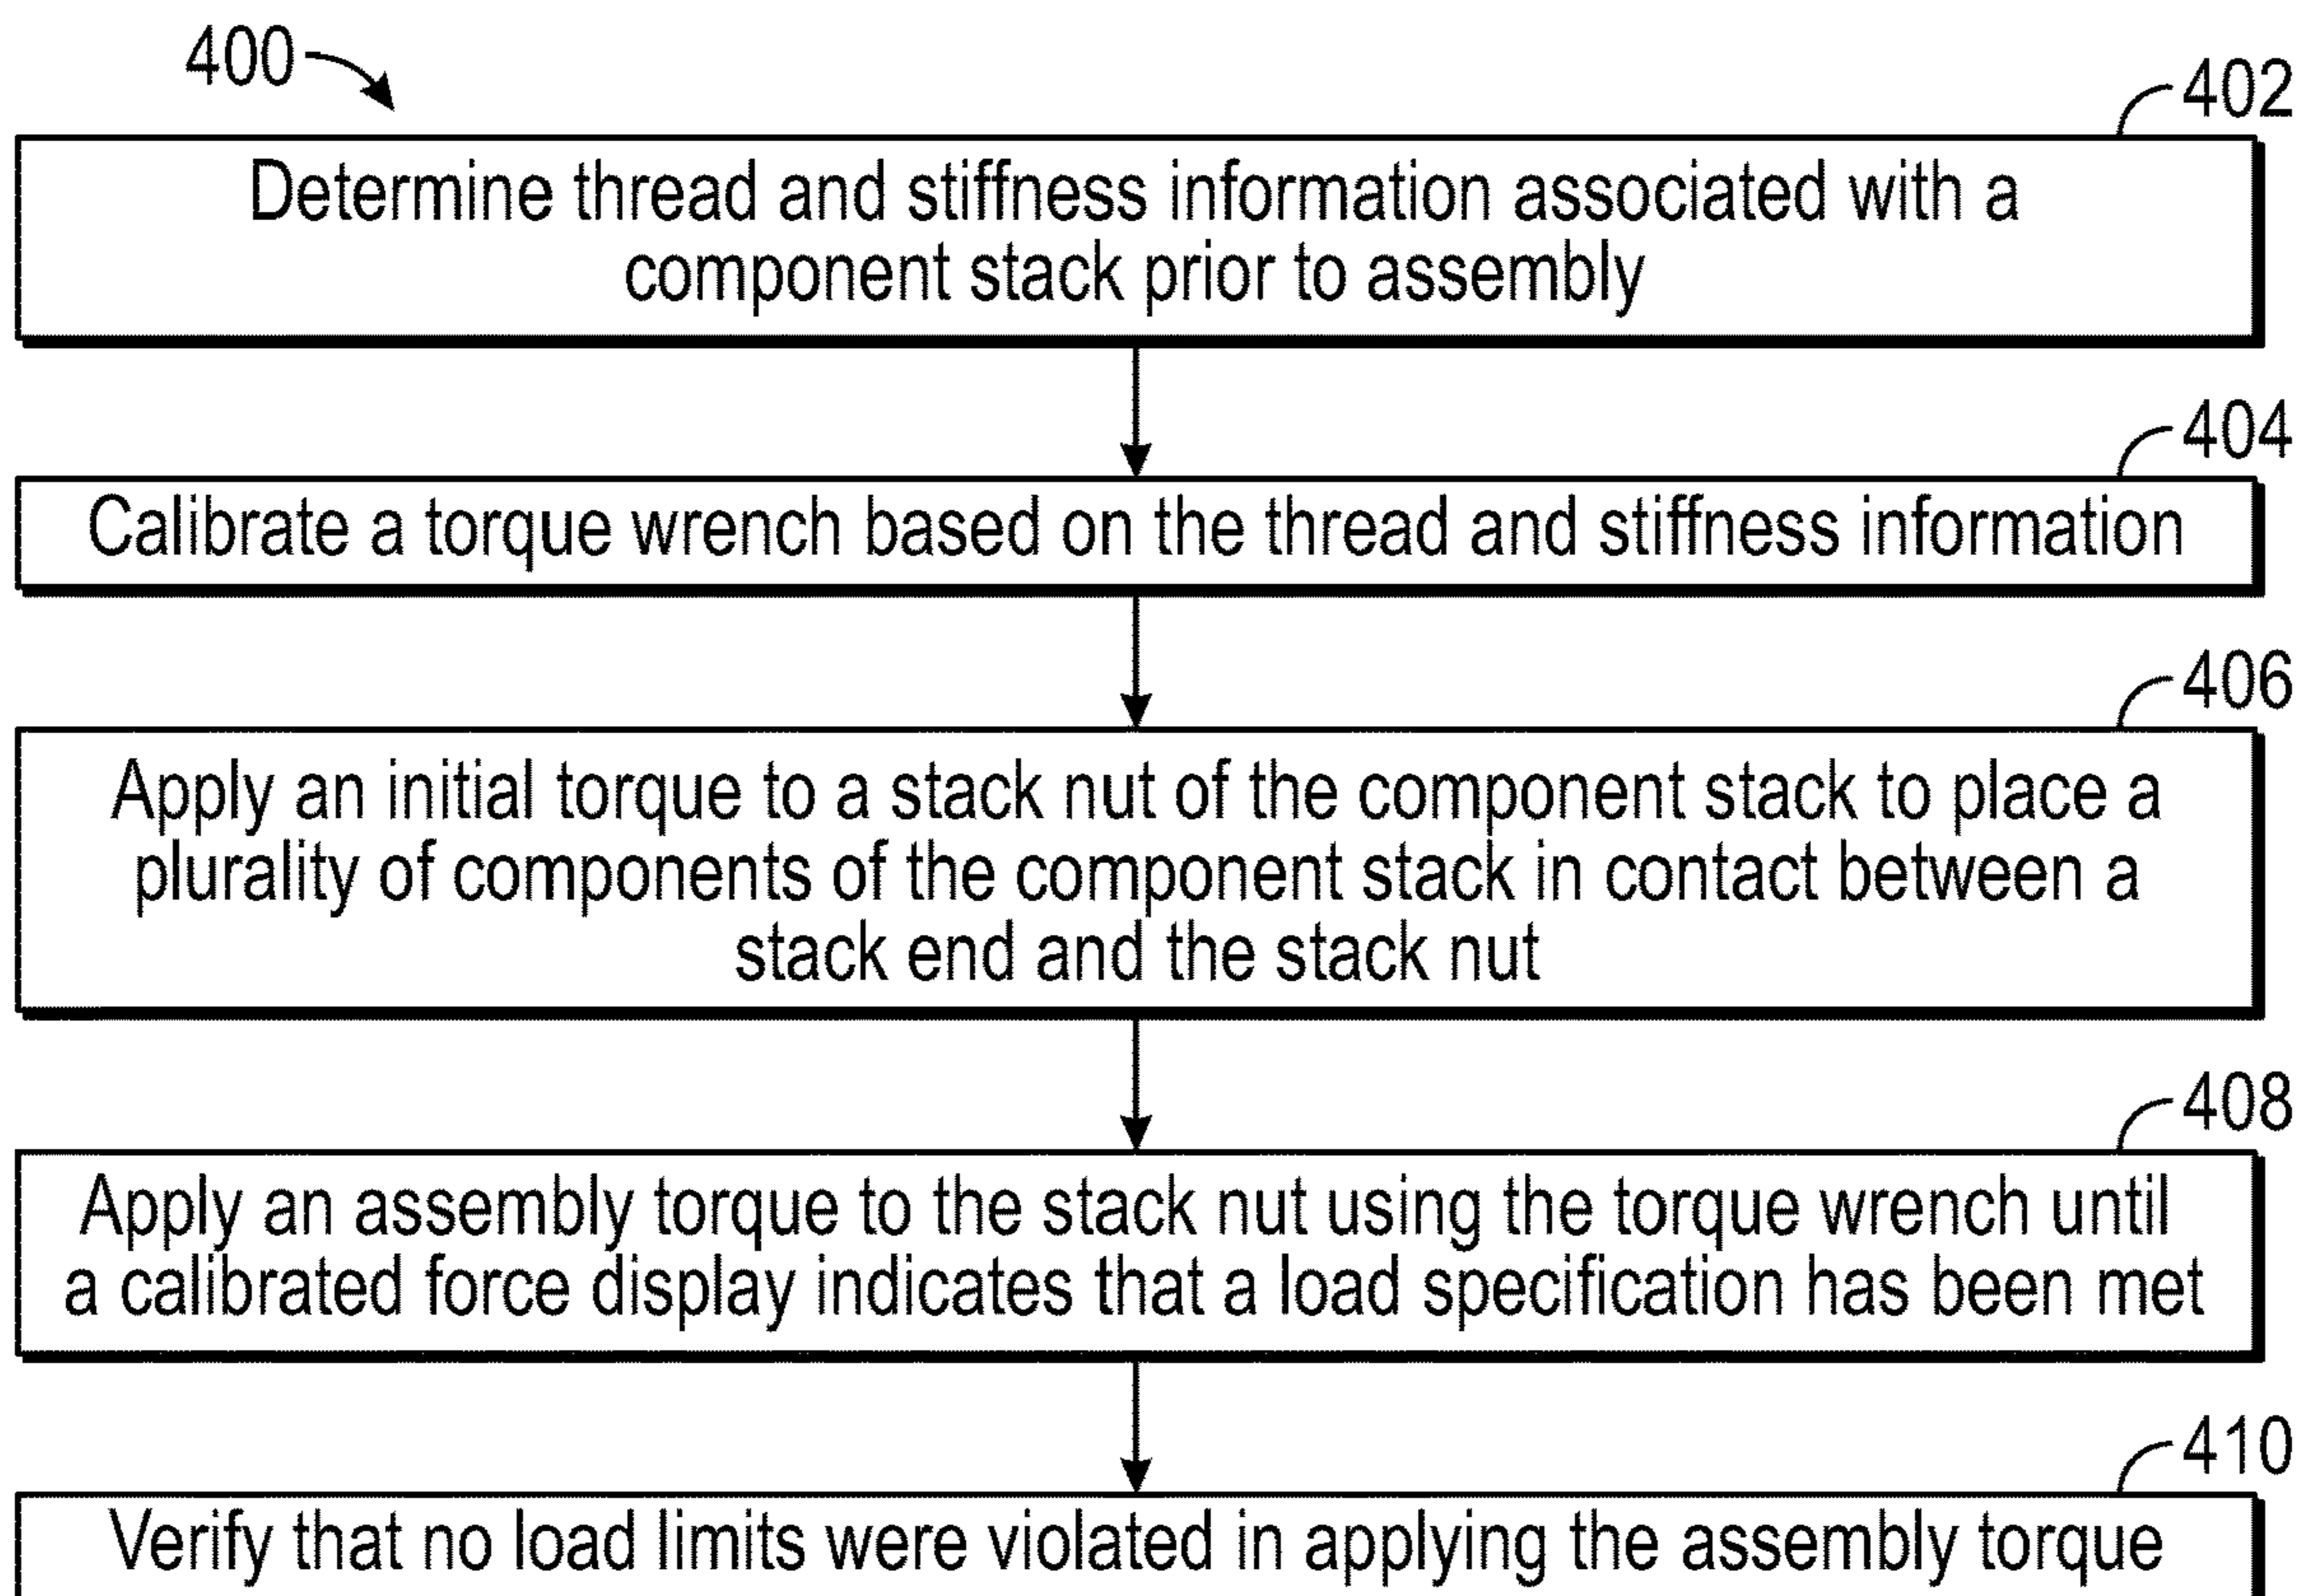 400
402
Determine thread and stiffness information associated with a
component stack prior to assembly
404
Calibrate a torque wrench based on the thread and stiffness information
406
Apply an initial torque to a stack nut of the component stack to place a
plurality of components of the component stack in contact between a
stack end and the stack nut
408
Apply an assembly torque to the stack nut using the torque wrench until
a calibrated force display indicates that a load specification has been met
410
Verify that no load limits were violated in applying the assembly torque